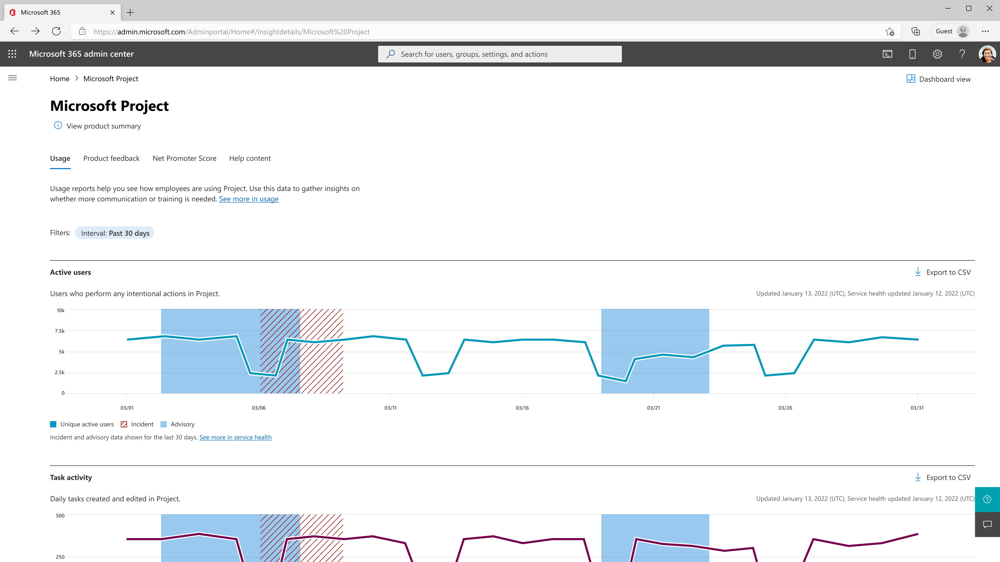 Microsoft 365
https://admin.microsoft.com/Adminportal/Home#/insightdetails/Microsoft%20Project
Guest
Microsoft 365 admin center
Search for users, groups, settings, and actions
Home > Microsoft Project
Dashboard view
Microsoft Project
View product summary
Usage Product feedback Net Promoter Score Help content
Usage reports help you see how employees are using Project. Use this data to gather insights on
whether more communication or training is needed. See more in usage
Filters: Interval: Past 30 days
Active users
Export to CSV
Users who perform any intentional actions in Project.
Updated January 13, 2022 (UTC), Service health updated January 12, 2022 (UTC)
10k
7.5k
5k
2.5k
0
03/01 03/06 03/11 03/16 03/21 03/26 03/31
Unique active users Incident Advisory
Incident and advisory data shown for the last 30 days. See more in service health
Task activity
Export to CSV
Daily tasks created and edited in Project.
Updated January 13, 2022 (UTC), Service health updated January 12, 2022 (UTC)
500
250